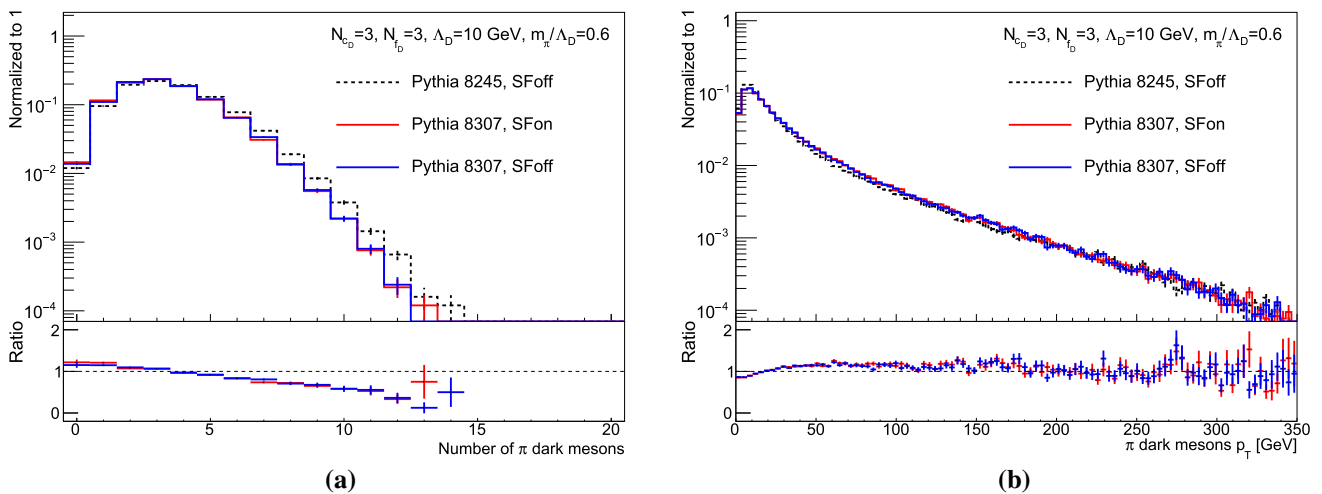 Normalized to 1
1
10⁻¹
10⁻²
10⁻³
10⁻⁴
N_{c_D}=3, N_{f_D}=3, Λ_D=10 GeV, m_π/Λ_D=0.6
Pythia 8245, SFoff
Pythia 8307, SFon
Pythia 8307, SFoff
Ratio
2
1
0
0 5 10 15 20
Number of π dark mesons
(a)
Normalized to 1
1
10⁻¹
10⁻²
10⁻³
10⁻⁴
N_{c_D}=3, N_{f_D}=3, Λ_D=10 GeV, m_π/Λ_D=0.6
Pythia 8245, SFoff
Pythia 8307, SFon
Pythia 8307, SFoff
Ratio
2
1
0
0 50 100 150 200 250 300 350
π dark mesons p_T [GeV]
(b)